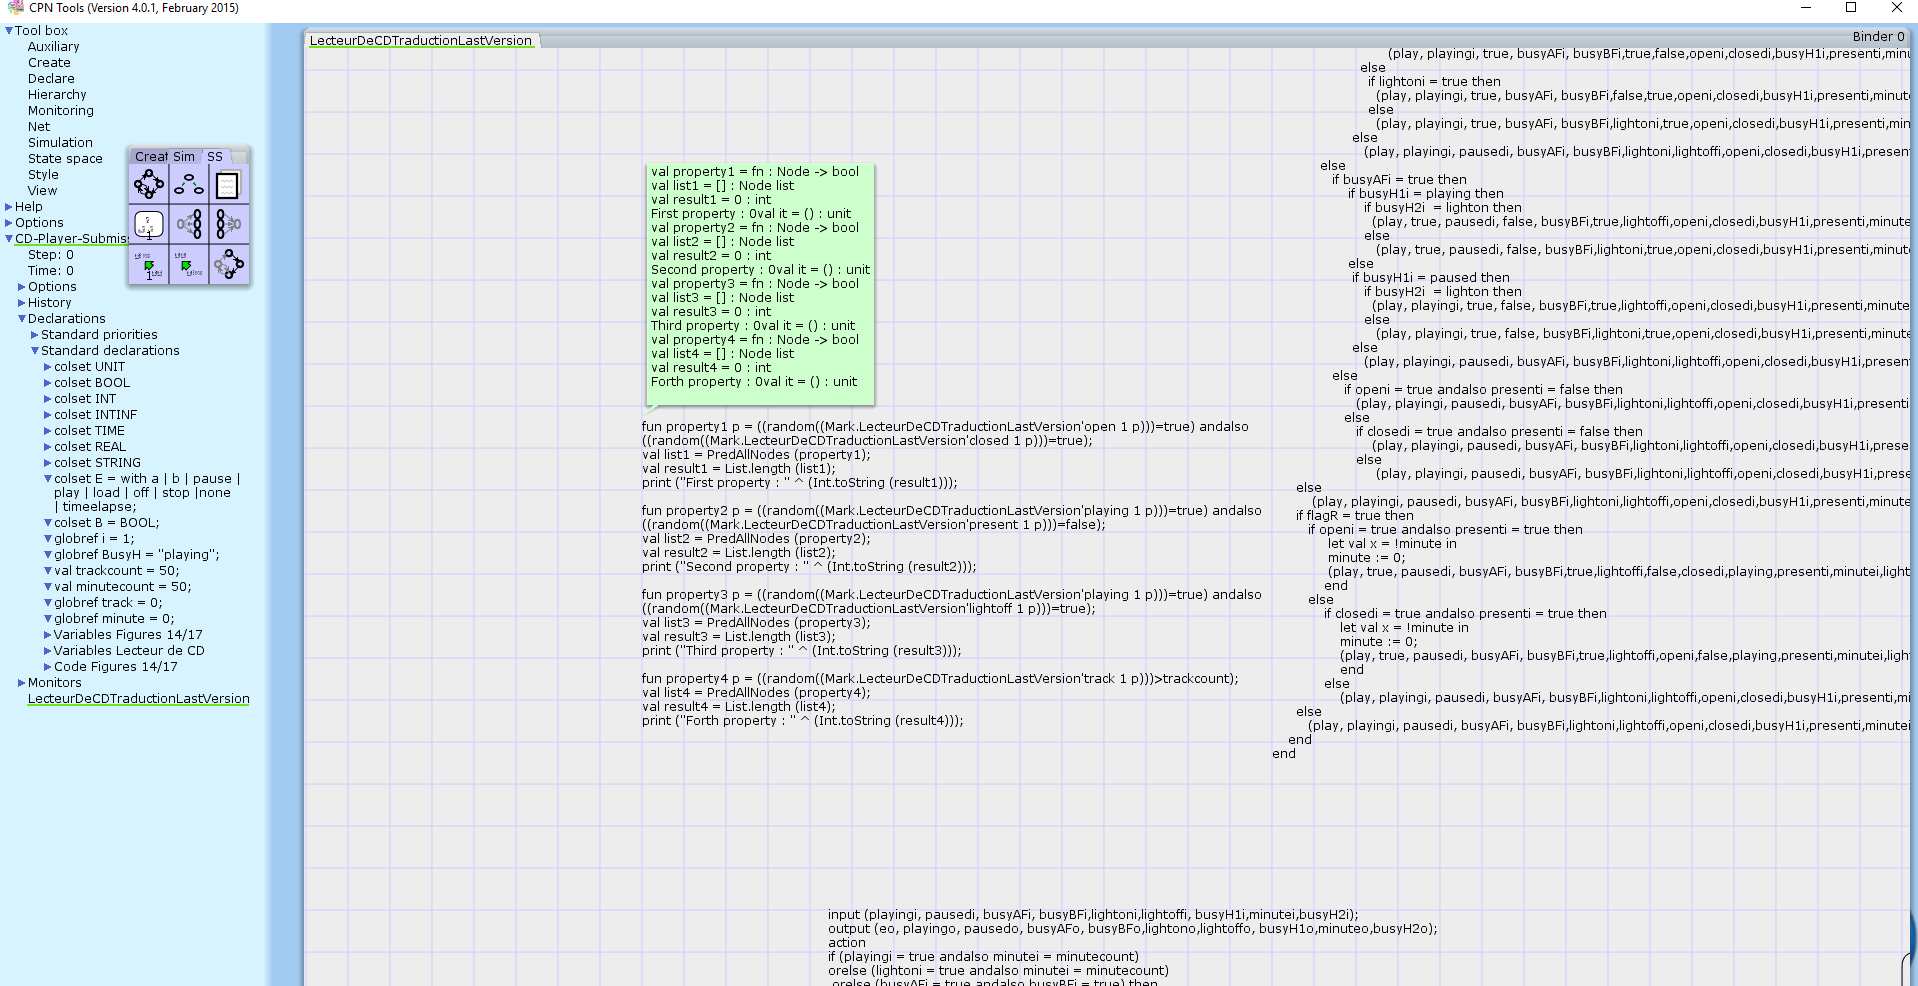 CPN Tools (Version 4.0.1, February 2015)
Tool box
Auxiliary
Create
Declare
Hierarchy
Monitoring
Net
Simulation
State space
Style
View
Help
Options
CD-Player-Submis
Step: 0
Time: 0
Options
History
Declarations
Standard priorities
Standard declarations
colset UNIT
colset BOOL
colset INT
colset INTINF
colset TIME
colset REAL
colset STRING
colset E = with a | b | pause |
play | load | off | stop |none
| timeelapse;
colset B = BOOL;
globref i = 1;
globref BusyH = "playing";
val trackcount = 50;
val minutecount = 50;
globref track = 0;
globref minute = 0;
Variables Figures 14/17
Variables Lecteur de CD
Code Figures 14/17
Monitors
LecteurDeCDTraductionLastVersion
Creat Sim SS
1
1
LecteurDeCDTraductionLastVersion
Binder 0
val property1 = fn : Node -> bool
val list1 = [] : Node list
val result1 = 0 : int
First property : 0val it = () : unit
val property2 = fn : Node -> bool
val list2 = [] : Node list
val result2 = 0 : int
Second property : 0val it = () : unit
val property3 = fn : Node -> bool
val list3 = [] : Node list
val result3 = 0 : int
Third property : 0val it = () : unit
val property4 = fn : Node -> bool
val list4 = [] : Node list
val result4 = 0 : int
Forth property : 0val it = () : unit
fun property1 p = ((random((Mark.LecteurDeCDTraductionLastVersion'open 1 p)))=true) andalso
((random((Mark.LecteurDeCDTraductionLastVersion'closed 1 p)))=true);
val list1 = PredAllNodes (property1);
val result1 = List.length (list1);
print ("First property : " ^ (Int.toString (result1)));
fun property2 p = ((random((Mark.LecteurDeCDTraductionLastVersion'playing 1 p)))=true) andalso
((random((Mark.LecteurDeCDTraductionLastVersion'present 1 p)))=false);
val list2 = PredAllNodes (property2);
val result2 = List.length (list2);
print ("Second property : " ^ (Int.toString (result2)));
fun property3 p = ((random((Mark.LecteurDeCDTraductionLastVersion'playing 1 p)))=true) andalso
((random((Mark.LecteurDeCDTraductionLastVersion'lightoff 1 p)))=true);
val list3 = PredAllNodes (property3);
val result3 = List.length (list3);
print ("Third property : " ^ (Int.toString (result3)));
fun property4 p = ((random((Mark.LecteurDeCDTraductionLastVersion'track 1 p)))>trackcount);
val list4 = PredAllNodes (property4);
val result4 = List.length (list4);
print ("Forth property : " ^ (Int.toString (result4)));
(play, playingi, true, busyAFi, busyBFi,true,false,openi,closedi,busyH1i,presenti,minu
else
if lightoni = true then
(play, playingi, true, busyAFi, busyBFi,false,true,openi,closedi,busyH1i,presenti,minute
else
(play, playingi, true, busyAFi, busyBFi,lightoni,true,openi,closedi,busyH1i,presenti,min
else
(play, playingi, pausedi, busyAFi, busyBFi,lightoni,lightoffi,openi,closedi,busyH1i,presenti
else
if busyAFi = true then
if busyH1i = playing then
if busyH2i = lighton then
(play, true, pausedi, false, busyBFi,true,lightoffi,openi,closedi,busyH1i,presenti,minut
else
(play, true, pausedi, false, busyBFi,lightoni,true,openi,closedi,busyH1i,presenti,minut
else
if busyH1i = paused then
if busyH2i = lighton then
(play, playingi, true, false, busyBFi,true,lightoffi,openi,closedi,busyH1i,presenti,minute
else
(play, playingi, true, false, busyBFi,lightoni,true,openi,closedi,busyH1i,presenti,minute
else
(play, playingi, pausedi, busyAFi, busyBFi,lightoni,lightoffi,openi,closedi,busyH1i,presenti
else
if openi = true andalso presenti = false then
(play, playingi, pausedi, busyAFi, busyBFi,lightoni,lightoffi,openi,closedi,busyH1i,presenti
else
if closedi = true andalso presenti = false then
(play, playingi, pausedi, busyAFi, busyBFi,lightoni,lightoffi,openi,closedi,busyH1i,prese
else
(play, playingi, pausedi, busyAFi, busyBFi,lightoni,lightoffi,openi,closedi,busyH1i,prese
else
(play, playingi, pausedi, busyAFi, busyBFi,lightoni,lightoffi,openi,closedi,busyH1i,presenti,minute
if flagR = true then
if openi = true andalso presenti = true then
let val x = !minute in
minute := 0;
(play, true, pausedi, busyAFi, busyBFi,true,lightoffi,false,closedi,playing,presenti,minutei,light
end
else
if closedi = true andalso presenti = true then
let val x = !minute in
minute := 0;
(play, true, pausedi, busyAFi, busyBFi,true,lightoffi,openi,false,playing,presenti,minutei,ligh
end
else
(play, playingi, pausedi, busyAFi, busyBFi,lightoni,lightoffi,openi,closedi,busyH1i,presenti,mi
else
(play, playingi, pausedi, busyAFi, busyBFi,lightoni,lightoffi,openi,closedi,busyH1i,presenti,minutei
end
end
input (playingi, pausedi, busyAFi, busyBFi,lightoni,lightoffi, busyH1i,minutei,busyH2i);
output (eo, playingo, pausedo, busyAFo, busyBFo,lightono,lightoffo, busyH1o,minuteo,busyH2o);
action
if (playingi = true andalso minutei = minutecount)
orelse (lightoni = true andalso minutei = minutecount)
orelse (busyAFi = true andalso busyBFi = true) then